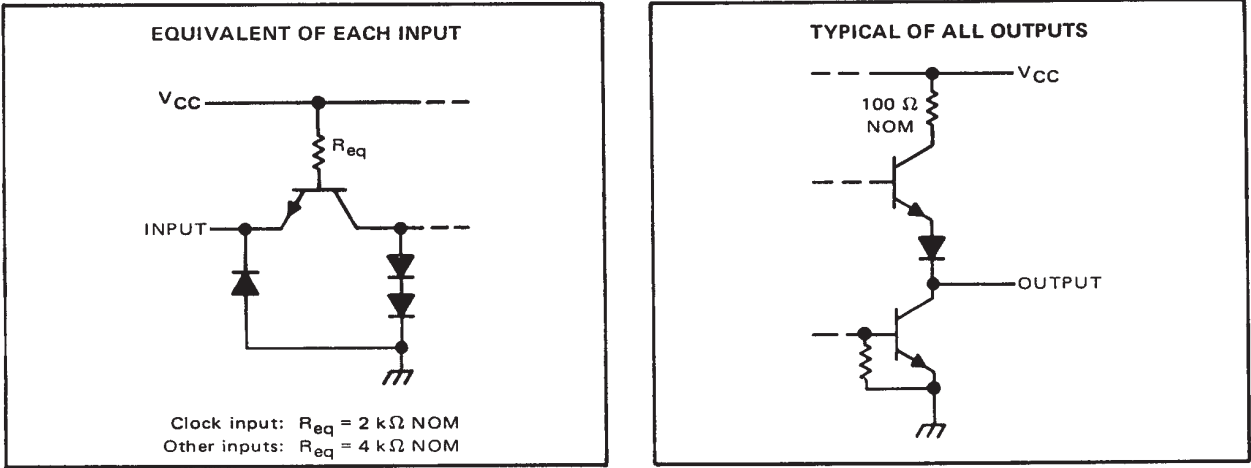 EQUIVALENT OF EACH INPUT
VCC
Req
INPUT
Clock input: Req = 2 kΩ NOM
Other inputs: Req = 4 kΩ NOM
TYPICAL OF ALL OUTPUTS
VCC
100 Ω
NOM
OUTPUT